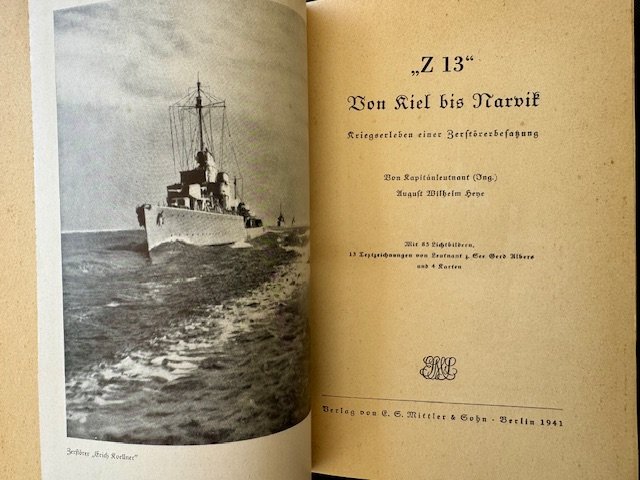 Zerstörer „Erich Koellner“
„Z 13“
Von Kiel bis Narvik
Kriegserleben einer Zerstörerbesatzung
Von Kapitänleutnant (Ing.)
August Wilhelm Heye
Mit 85 Lichtbildern,
13 Textzeichnungen von Leutnant z. See Gerd Albers
und 4 Karten
Verlag von E. S. Mittler & Sohn · Berlin 1941